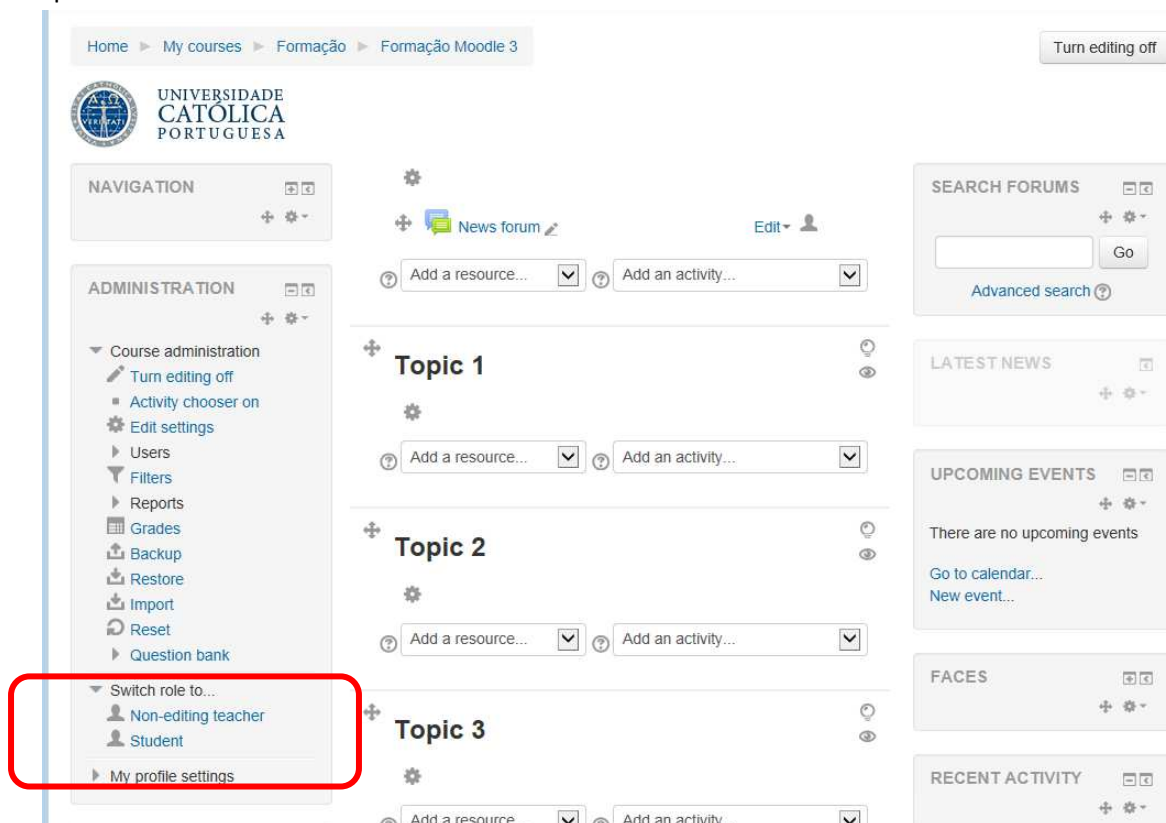 Home ► My courses ► Formação ► Formação Moodle 3
Turn editing off
UNIVERSIDADE
CATÓLICA
PORTUGUESA
NAVIGATION
ADMINISTRATION
Course administration
Turn editing off
Activity chooser on
Edit settings
Users
Filters
Reports
Grades
Backup
Restore
Import
Reset
Question bank
Switch role to...
Non-editing teacher
Student
My profile settings
News forum
Edit
Add a resource...
Add an activity...
Topic 1
Add a resource...
Add an activity...
Topic 2
Add a resource...
Add an activity...
Topic 3
Add a resource...
Add an activity...
SEARCH FORUMS
Go
Advanced search
LATEST NEWS
UPCOMING EVENTS
There are no upcoming events
Go to calendar...
New event...
FACES
RECENT ACTIVITY